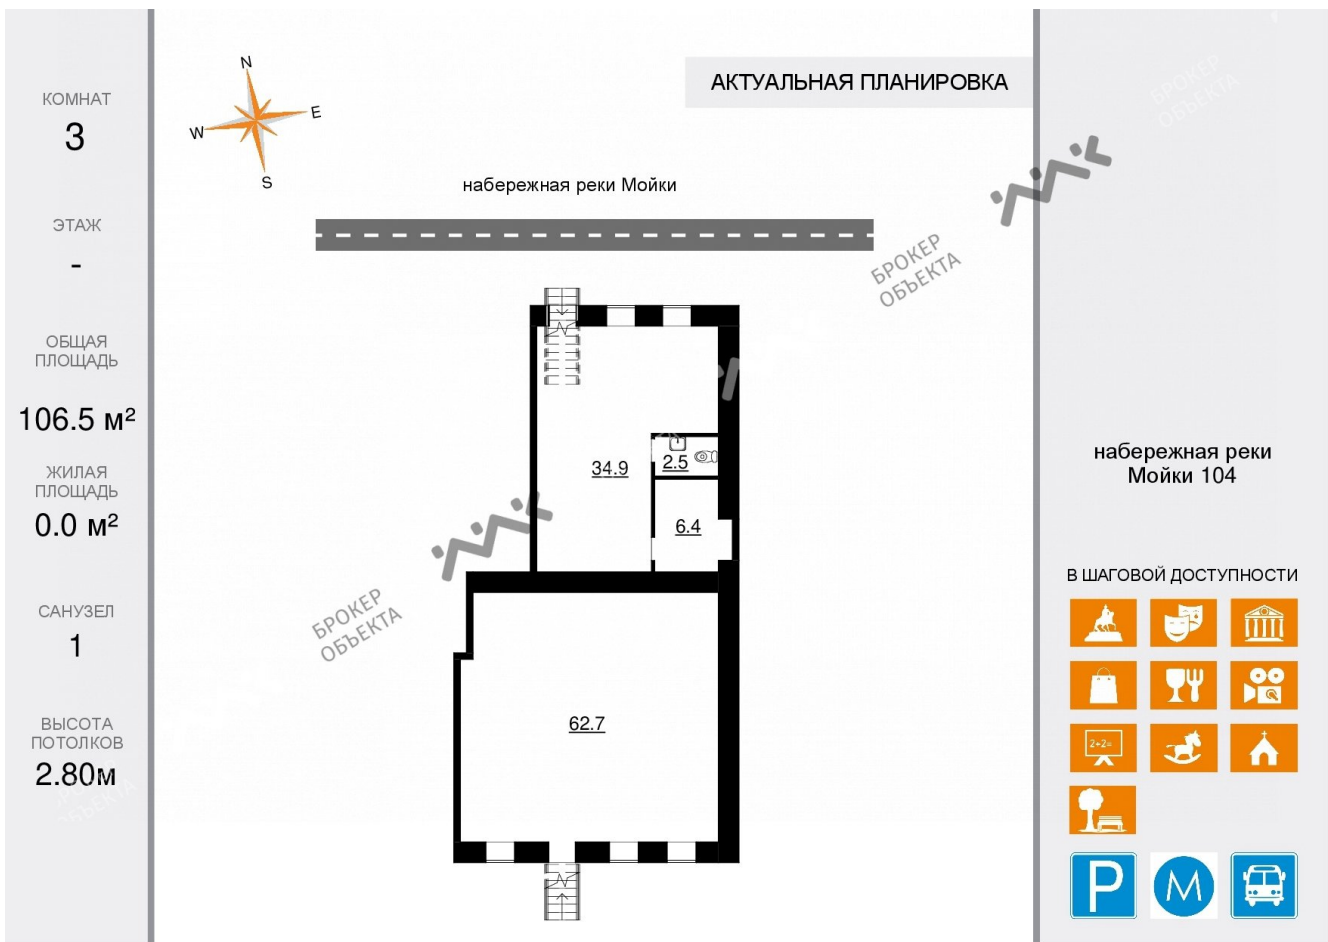 КОМНАТ
3
ЭТАЖ
-
ОБЩАЯ
ПЛОЩАДЬ
106.5 м²
ЖИЛАЯ
ПЛОЩАДЬ
0.0 м²
САНУЗЕЛ
1
ВЫСОТА
ПОТОЛКОВ
2.80м
N
E
W
S
АКТУАЛЬНАЯ ПЛАНИРОВКА
набережная реки Мойки
БРОКЕР
ОБЪЕКТА
34.9
2.5
6.4
БРОКЕР
ОБЪЕКТА
62.7
БРОКЕР
ОБЪЕКТА
набережная реки
Мойки 104
В ШАГОВОЙ ДОСТУПНОСТИ
2+2=
P
М